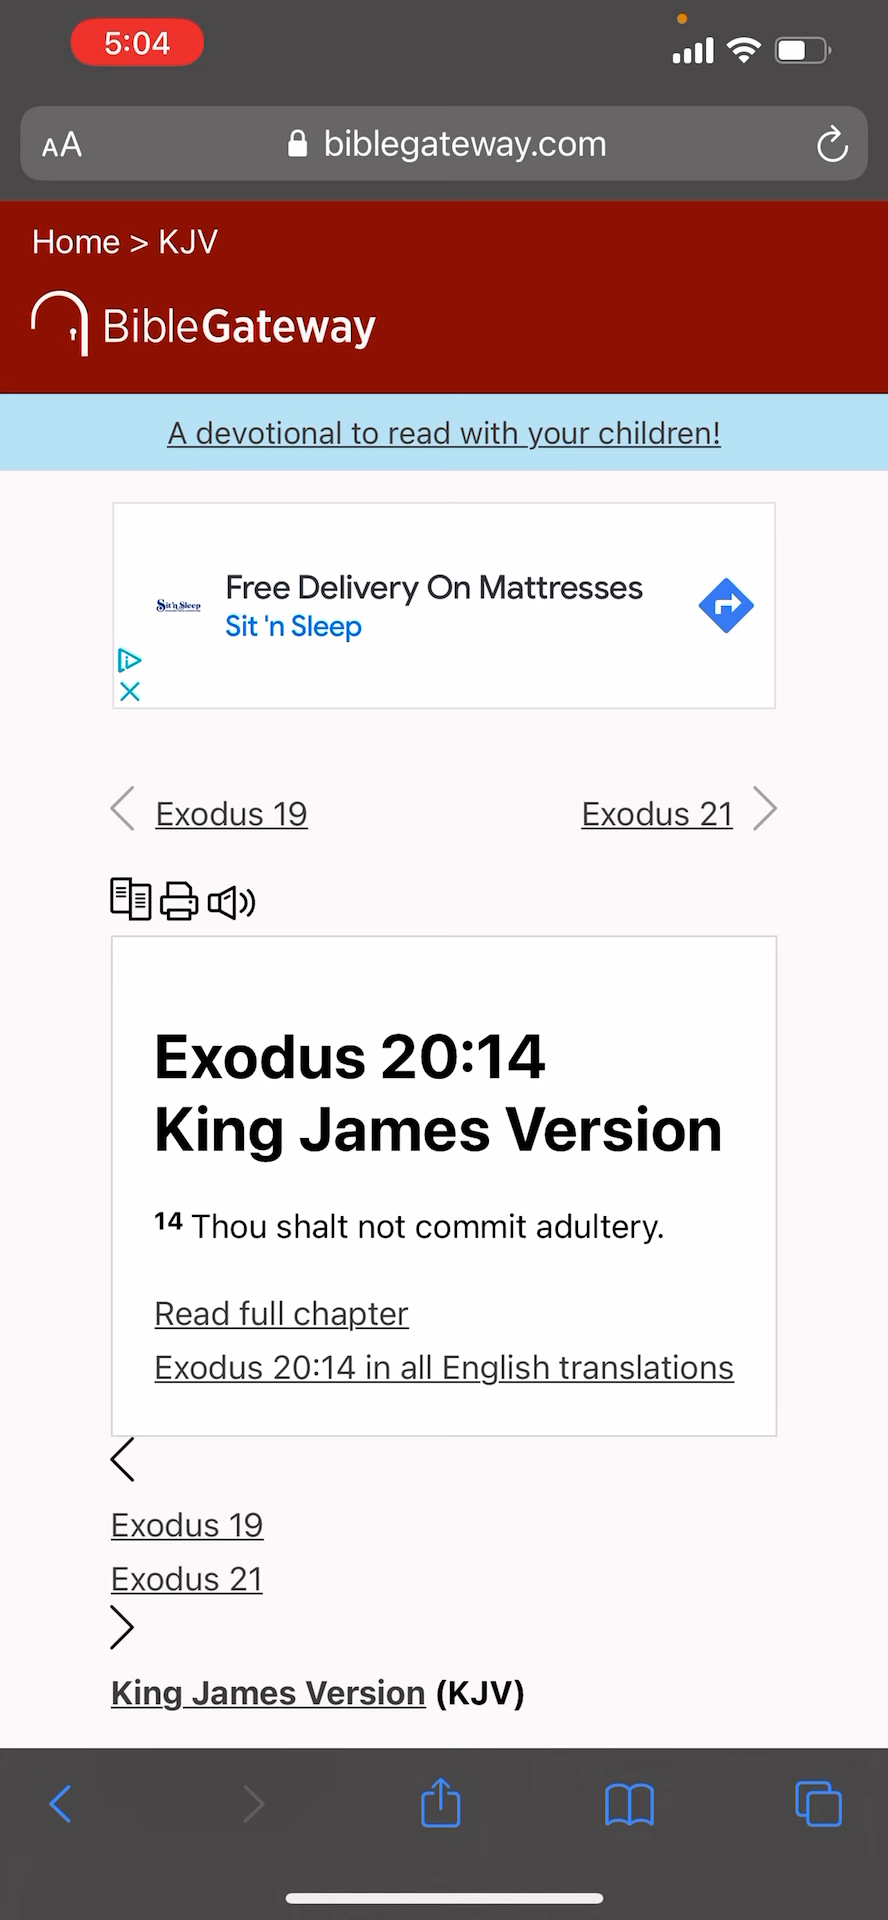 5:04
AA biblegateway.com
Home > KJV
BibleGateway
A devotional to read with your children!
Sit 'n Sleep
Free Delivery On Mattresses
Sit 'n Sleep
Exodus 19 Exodus 21
Exodus 20:14
King James Version
14 Thou shalt not commit adultery.
Read full chapter
Exodus 20:14 in all English translations
Exodus 19
Exodus 21
King James Version (KJV)